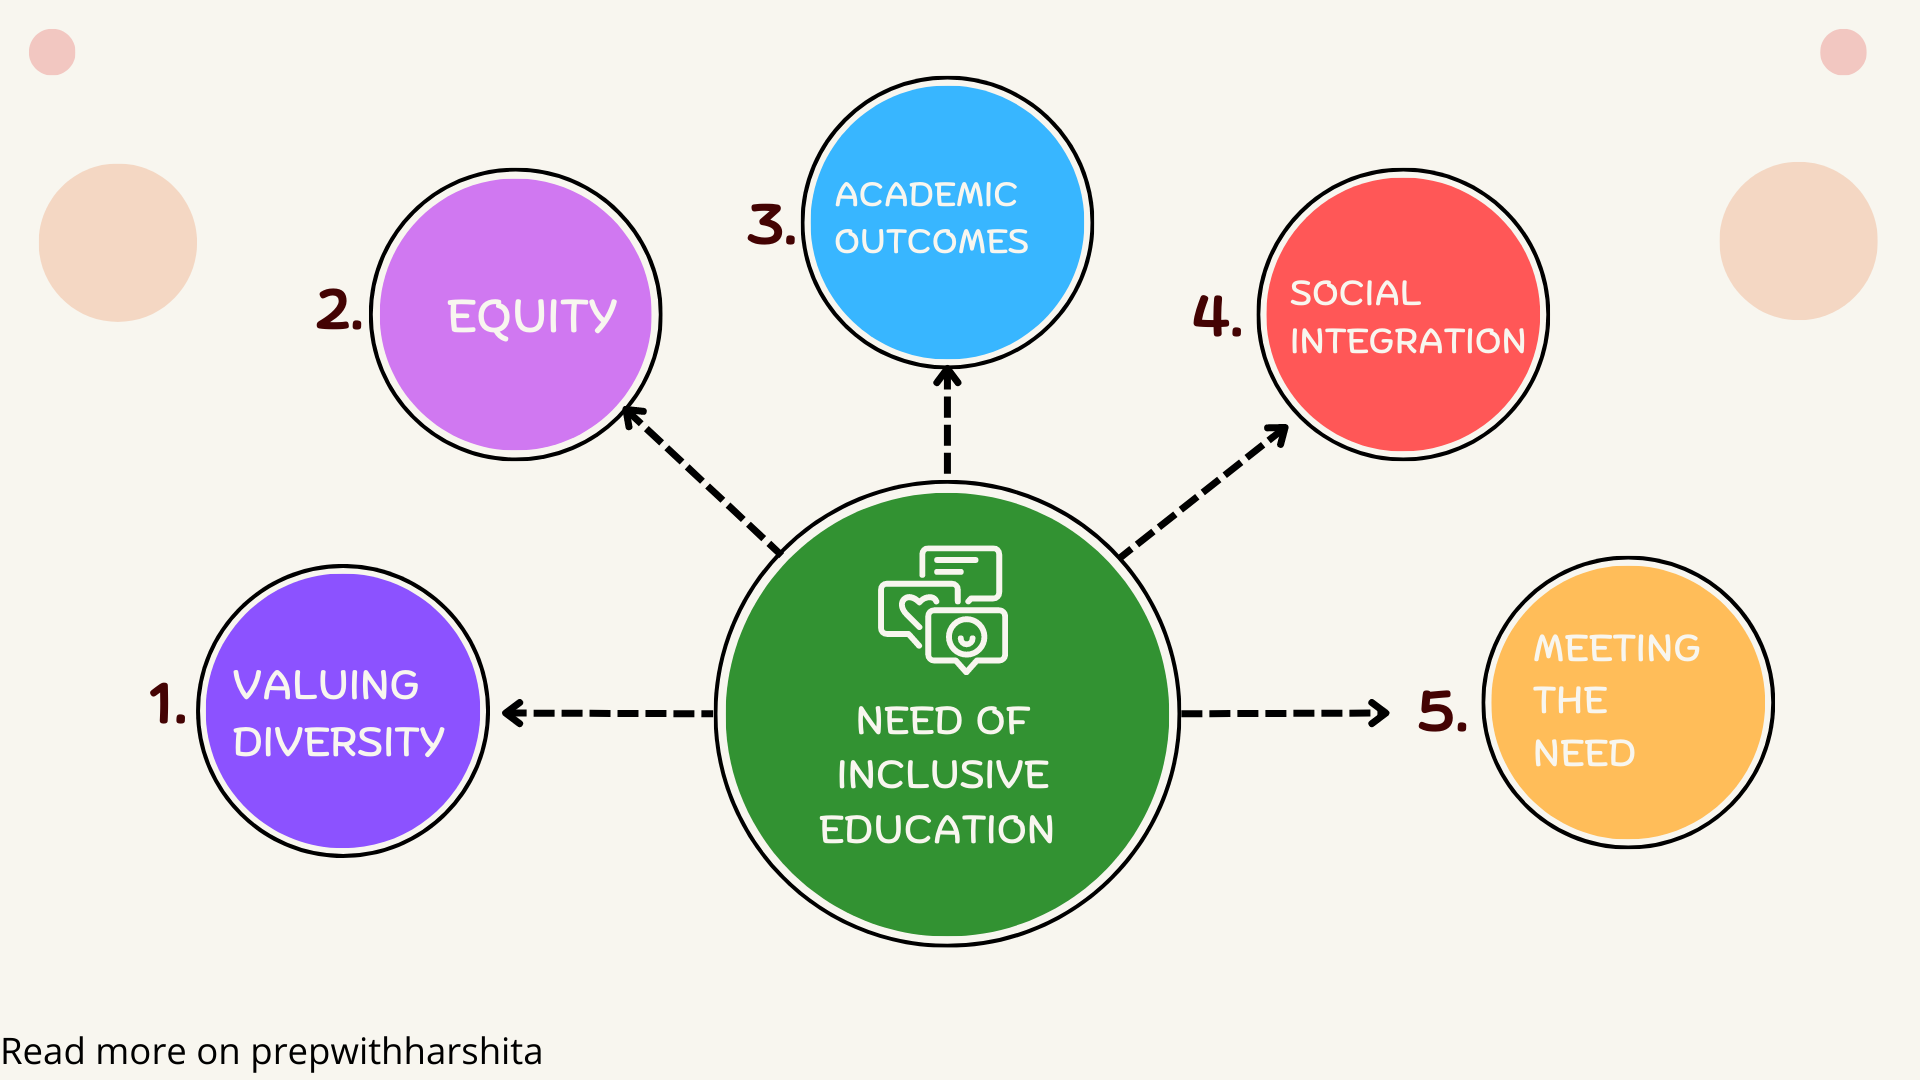 1.
VALUING
DIVERSITY
2.
EQUITY
3.
ACADEMIC
OUTCOMES
4.
SOCIAL
INTEGRATION
5.
MEETING
THE
NEED
NEED OF
INCLUSIVE
EDUCATION
Read more on prepwithharshita